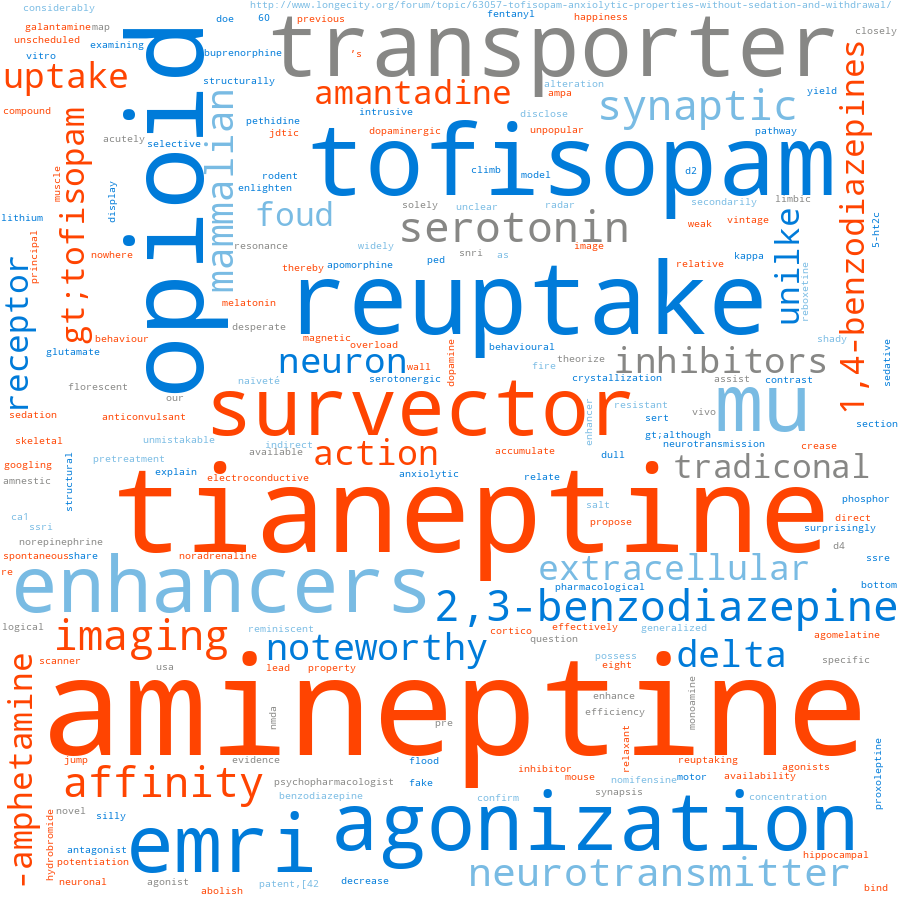 considerably
http://www.longecity.org/forum/topic/63057-tofisopam-anxiolytic-properties-without-sedation-and-withdrawal/
doe
60
previous
fentanyl
happiness
galantamine
map
unscheduled
examining
opioid
transporter
closely
vitro
buprenorphine
's
uptake
structurally
amantadine
ampa
alteration
synaptic
yield
1,4-benzodiazepines
compound
gt;tofisopam
mammalian
intrusive
disclose
pethidine
jdtic
dopaminergic
unpopular
pathway
acutely
selective
tofisopam
muscle
rodent
climb
model
d2
enlighten
display
solely
unclear
radar
secondarily
limbic
lithium
foud
serotonin
weak
vintage
unilke
5-ht2c
principal
nowhere
resonance
widely
snri
as
image
kappa
receptor
thereby
apomorphine
ped
relative
reboxetine
reuptake
melatonin
desperate
behaviour
magnetic
overload
behavioural
shady
glutamate
neuron
wall
dopamine
theorize
fire
inhibitors
sedative
florescent
naiveté
serotonergic
crystallization
assist
contrast
our
survector
mu
sedation
anticonvulsant
enhancer
resistant
vivo
sert
section
skeletal
unmistakable
indirect
available
action
accumulate
dull
gt;although
neurotransmission
crease
googling
pretreatment
structural
explain
electroconductive
anxiolytic
relate
tradiconal
amnestic
tianeptine
salt
phosphor
ca1
ssri
propose
direct
surprisingly
norepinephrine
d4
spontaneous
share
noradrenaline
ssre
re
enhancers
extracellular
pharmacological
bottom
2,3-benzodiazepine
logical
imaging
reminiscent
noteworthy
cortico
effectively
generalized
agomelatine
question
scanner
usa
lead
property
possess
eight
delta
specific
-amphetamine
amineptine
enhance
monoamine
efficiency
nmda
pre
relaxant
proxoleptine
jump
evidence
flood
reuptaking
agonists
affinity
psychopharmacologist
fake
inhibitor
mouse
nomifensine
motor
availability
synapsis
benzodiazepine
confirm
concentration
novel
silly
hydrobromide
emri
agonization
antagonist
potentiation
hippocampal
neuronal
agonist
abolish
patent,[42
decrease
neurotransmitter
bind